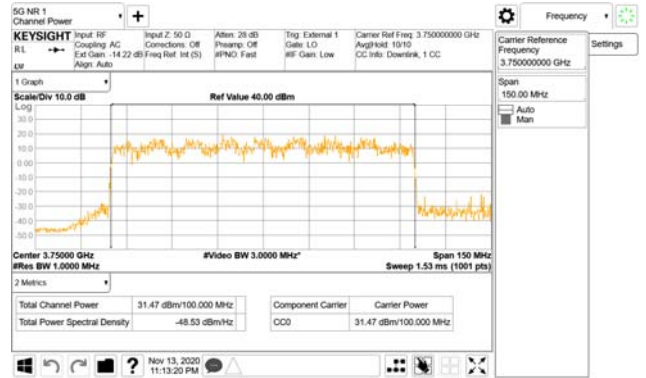 5G NR 1
Channel Power
Frequency
Settings
KEYSIGHT
RL
Input: RF
Coupling: AC
Ext Gain: -14.22 dB
Align: Auto
Input Z: 50 Ω
Corrections: Off
Freq Ref: Int (S)
Atten: 28 dB
Preamp: Off
#PNO: Fast
Trig: External 1
Gate: LO
#IF Gain: Low
Carrier Ref Freq: 3.750000000 GHz
Avg|Hold: 10/10
CC Info: Downlink, 1 CC
Carrier Reference
Frequency
3.750000000 GHz
Span
150.00 MHz
Auto
Man
1 Graph
Scale/Div 10.0 dB
Ref Value 40.00 dBm
Log
30.0
20.0
10.0
0.00
-10.0
-20.0
-30.0
-40.0
-50.0
Center 3.75000 GHz
#Video BW 3.0000 MHz*
Span 150 MHz
#Res BW 1.0000 MHz
Sweep 1.53 ms (1001 pts)
2 Metrics
Total Channel Power 31.47 dBm/100.000 MHz
Total Power Spectral Density -48.53 dBm/Hz
Component Carrier Carrier Power
CC0 31.47 dBm/100.000 MHz
?
Nov 13, 2020
11:13:20 PM